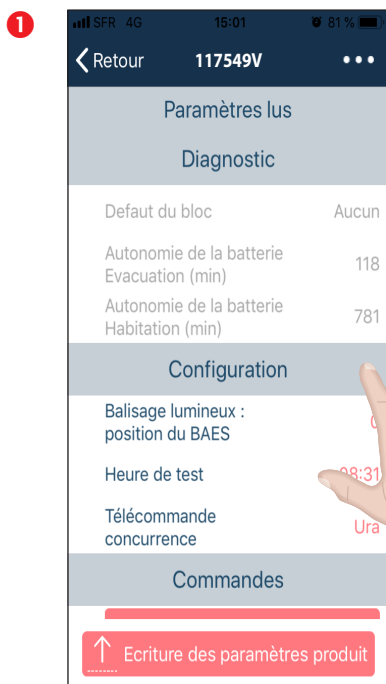 1
SFR 4G 15:01 81 %
Retour 117549V •••
Paramètres lus
Diagnostic
Defaut du bloc Aucun
Autonomie de la batterie
Evacuation (min) 118
Autonomie de la batterie
Habitation (min) 781
Configuration
Balisage lumineux :
position du BAES
Heure de test 08:31
Télécommande
concurrence Ura
Commandes
Ecriture des paramètres produit